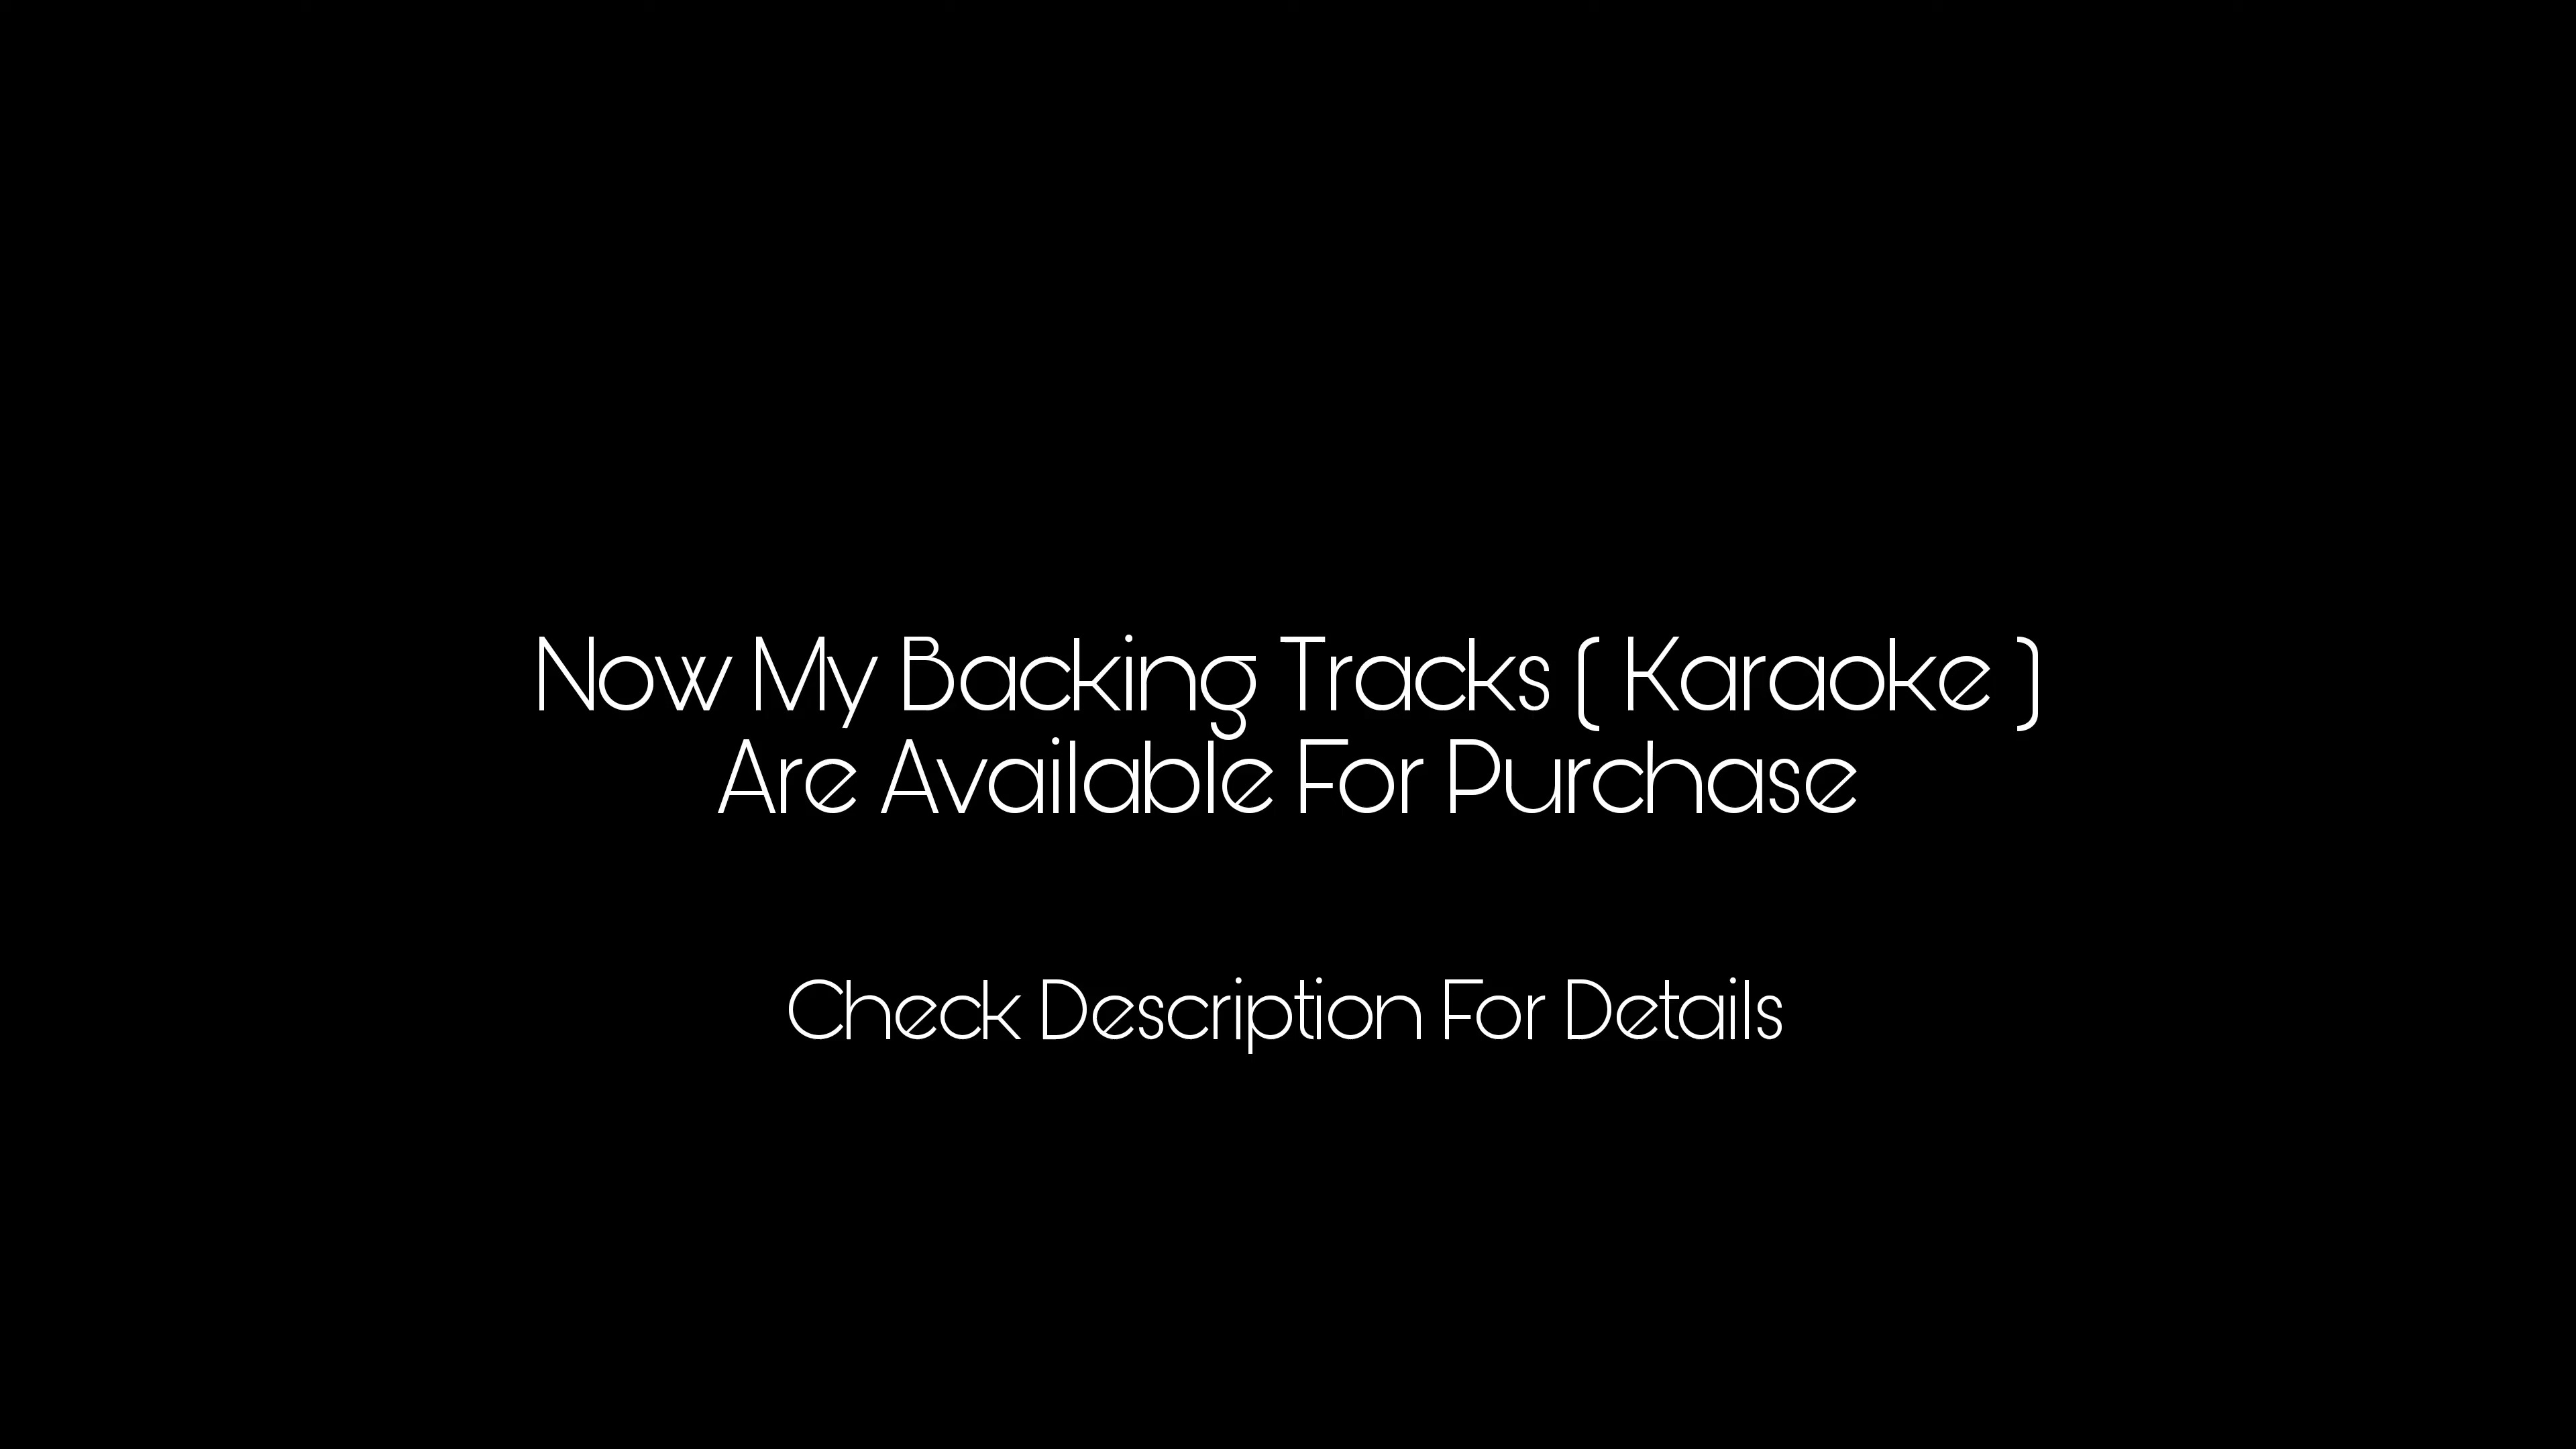 Now My Backing Tracks ( Karaoke )
Are Available For Purchase
Check Description For Details